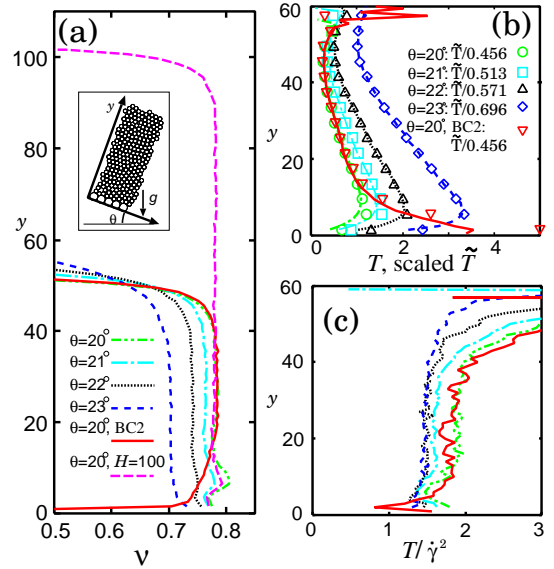 (a)
100
80
60
40
20
0
y
0.5 0.6 0.7 0.8
ν
y
g
θ
θ=20°
θ=21°
θ=22°
θ=23°
θ=20°, BC2
θ=20°, H=100
(b)
60
40
20
0
y
0 2 4
T, scaled T̃
θ=20°: T̃/0.456
θ=21°: T̃/0.513
θ=22°: T̃/0.571
θ=23°: T̃/0.696
θ=20°, BC2:
T̃/0.456
(c)
60
40
20
0
y
0 1 2 3
T/γ̇²